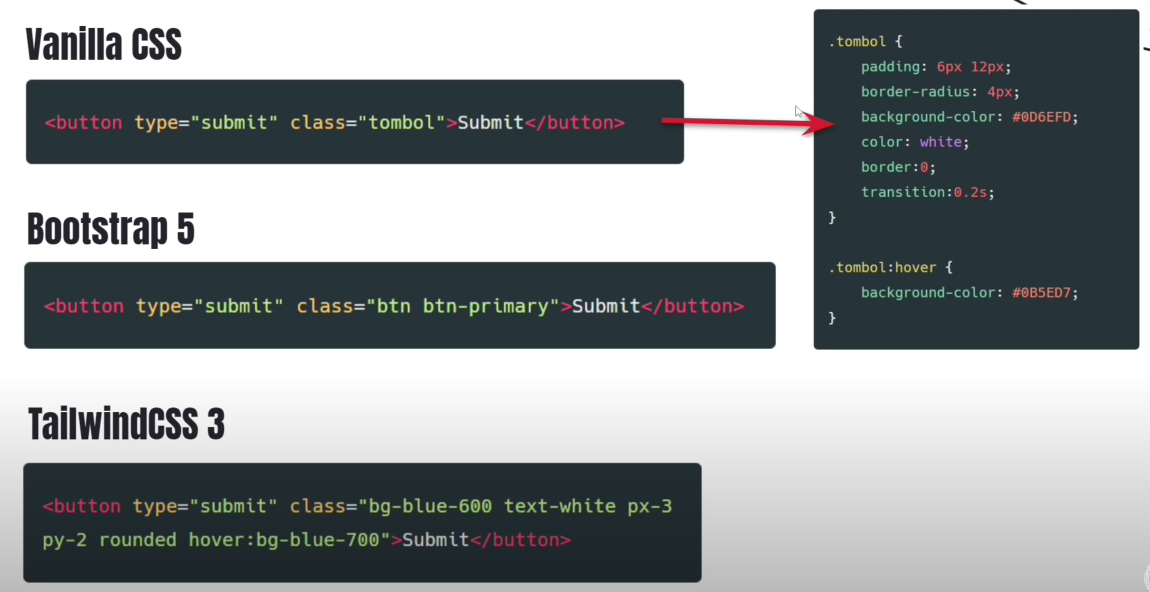 Vanilla CSS
<button type="submit" class="tombol">Submit</button>
.tombol {
padding: 6px 12px;
border-radius: 4px;
background-color: #0D6EFD;
color: white;
border:0;
transition:0.2s;
}
.tombol:hover {
background-color: #0B5ED7;
}
Bootstrap 5
<button type="submit" class="btn btn-primary">Submit</button>
TailwindCSS 3
<button type="submit" class="bg-blue-600 text-white px-3
py-2 rounded hover:bg-blue-700">Submit</button>